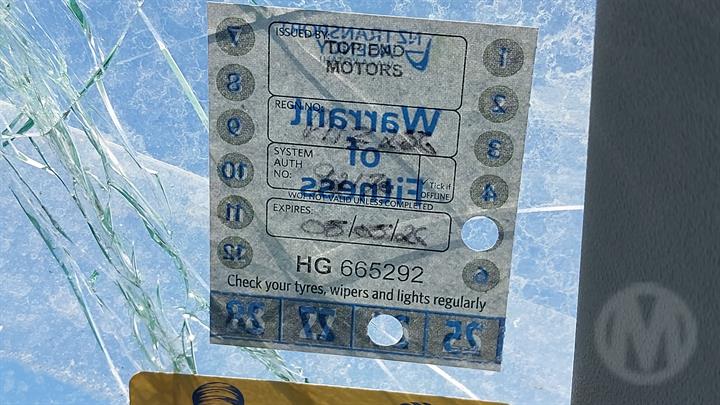 ISSUED BY:
TOP END
MOTORS
7 1
8 2
REGN NO:
Warrant
9 3
SYSTEM
AUTH
NO:
of
10 4
Fitness
Tick if
OFFLINE
WOF NOT VALID UNLESS COMPLETED
11
EXPIRES:
12 6
HG 665292
Check your tyres, wipers and lights regularly
28 27 25
M